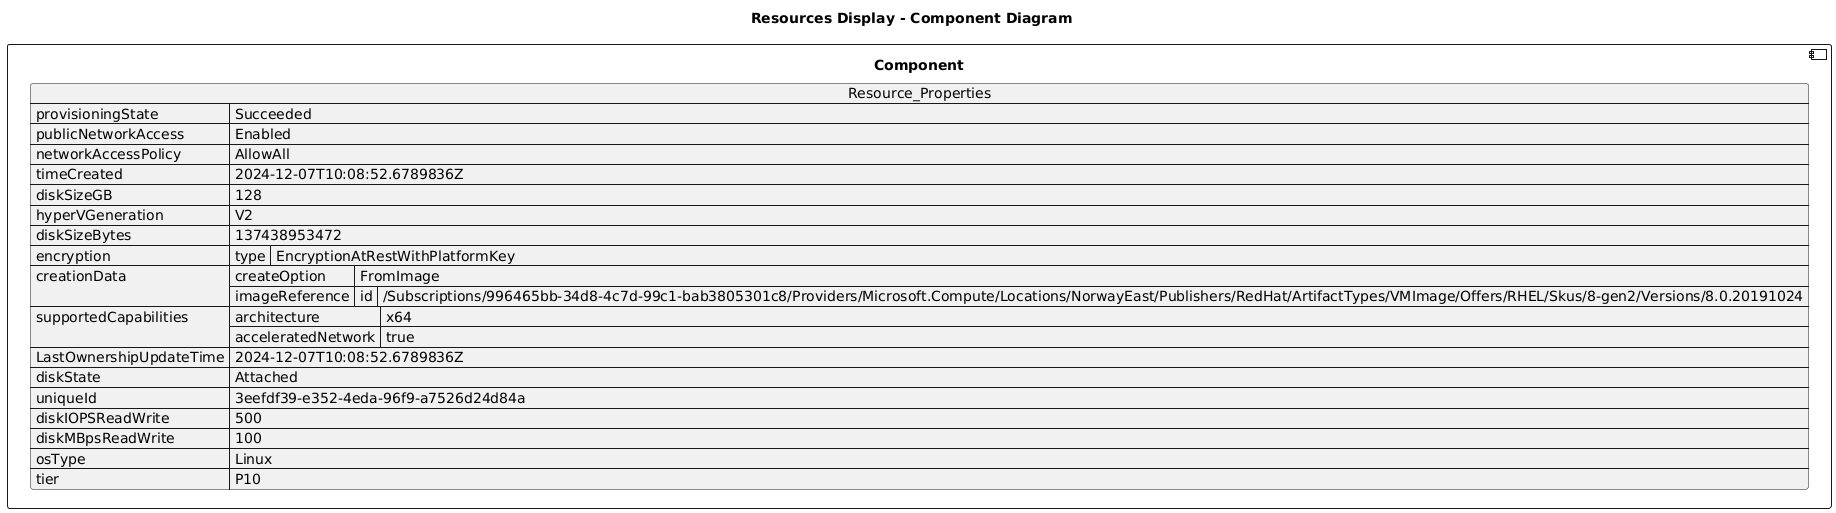 Resources Display - Component Diagram
Component
Resource_Properties
provisioningState Succeeded
publicNetworkAccess Enabled
networkAccessPolicy AllowAll
timeCreated 2024-12-07T10:08:52.6789836Z
diskSizeGB 128
hyperVGeneration V2
diskSizeBytes 137438953472
encryption type EncryptionAtRestWithPlatformKey
creationData createOption FromImage
imageReference id /Subscriptions/996465bb-34d8-4c7d-99c1-bab3805301c8/Providers/Microsoft.Compute/Locations/NorwayEast/Publishers/RedHat/ArtifactTypes/VMImage/Offers/RHEL/Skus/8-gen2/Versions/8.0.20191024
supportedCapabilities architecture x64
acceleratedNetwork true
LastOwnershipUpdateTime 2024-12-07T10:08:52.6789836Z
diskState Attached
uniqueId 3eefdf39-e352-4eda-96f9-a7526d24d84a
diskIOPSReadWrite 500
diskMBpsReadWrite 100
osType Linux
tier P10